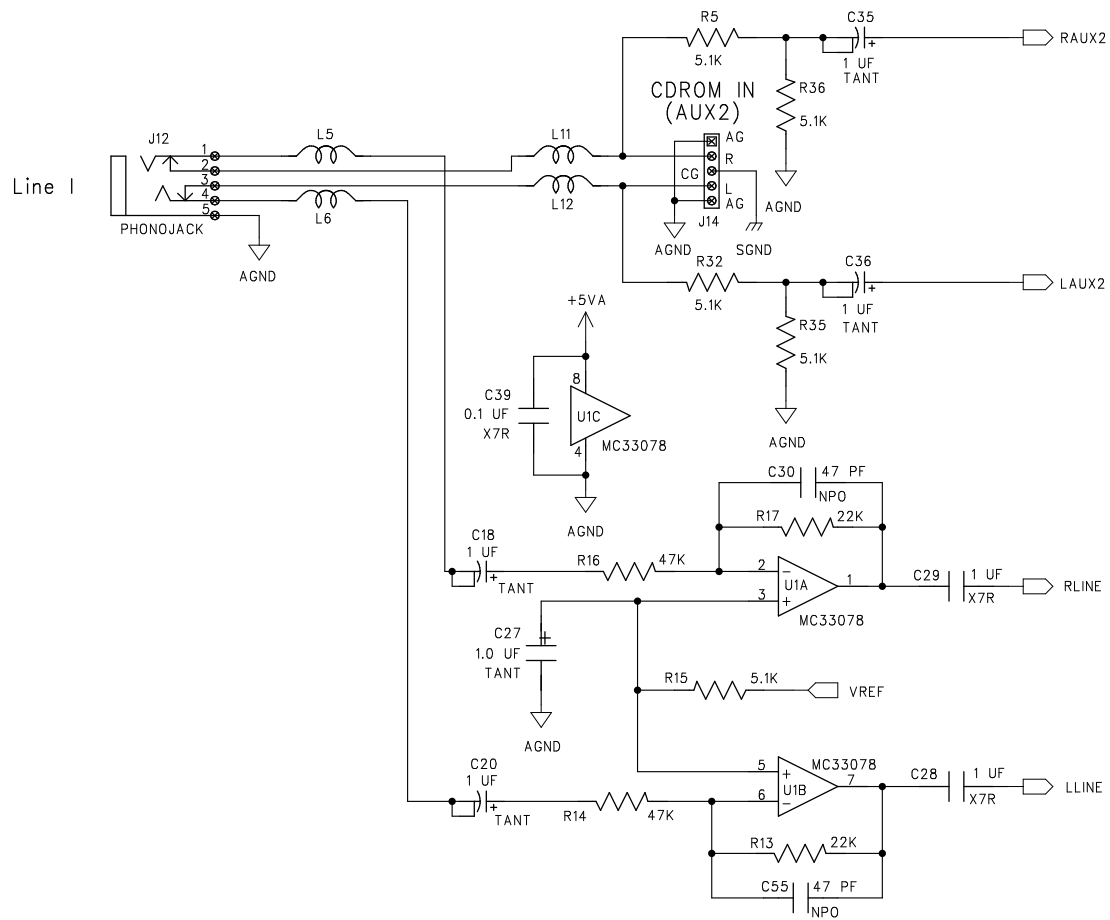 R5
5.1K
C35
+
1 UF
TANT
RAUX2
R36
5.1K
AGND
CDROM IN
(AUX2)
AG
R
CG
L
AG
J14
AGND
SGND
Line I
J12
1
2
3
4
5
PHONOJACK
AGND
L5
L6
L11
L12
R32
5.1K
C36
+
1 UF
TANT
LAUX2
R35
5.1K
AGND
+5VA
C39
0.1 UF
X7R
8
U1C
4
MC33078
AGND
C30
47 PF
NPO
R17
22K
C18
1 UF
+
TANT
R16
47K
2
-
U1A
1
3
+
MC33078
C29
1 UF
X7R
RLINE
C27
+
1.0 UF
TANT
AGND
R15
5.1K
VREF
C20
1 UF
+
TANT
R14
47K
5
+
U1B
7
6
-
MC33078
C28
1 UF
X7R
LLINE
R13
22K
C55
47 PF
NPO